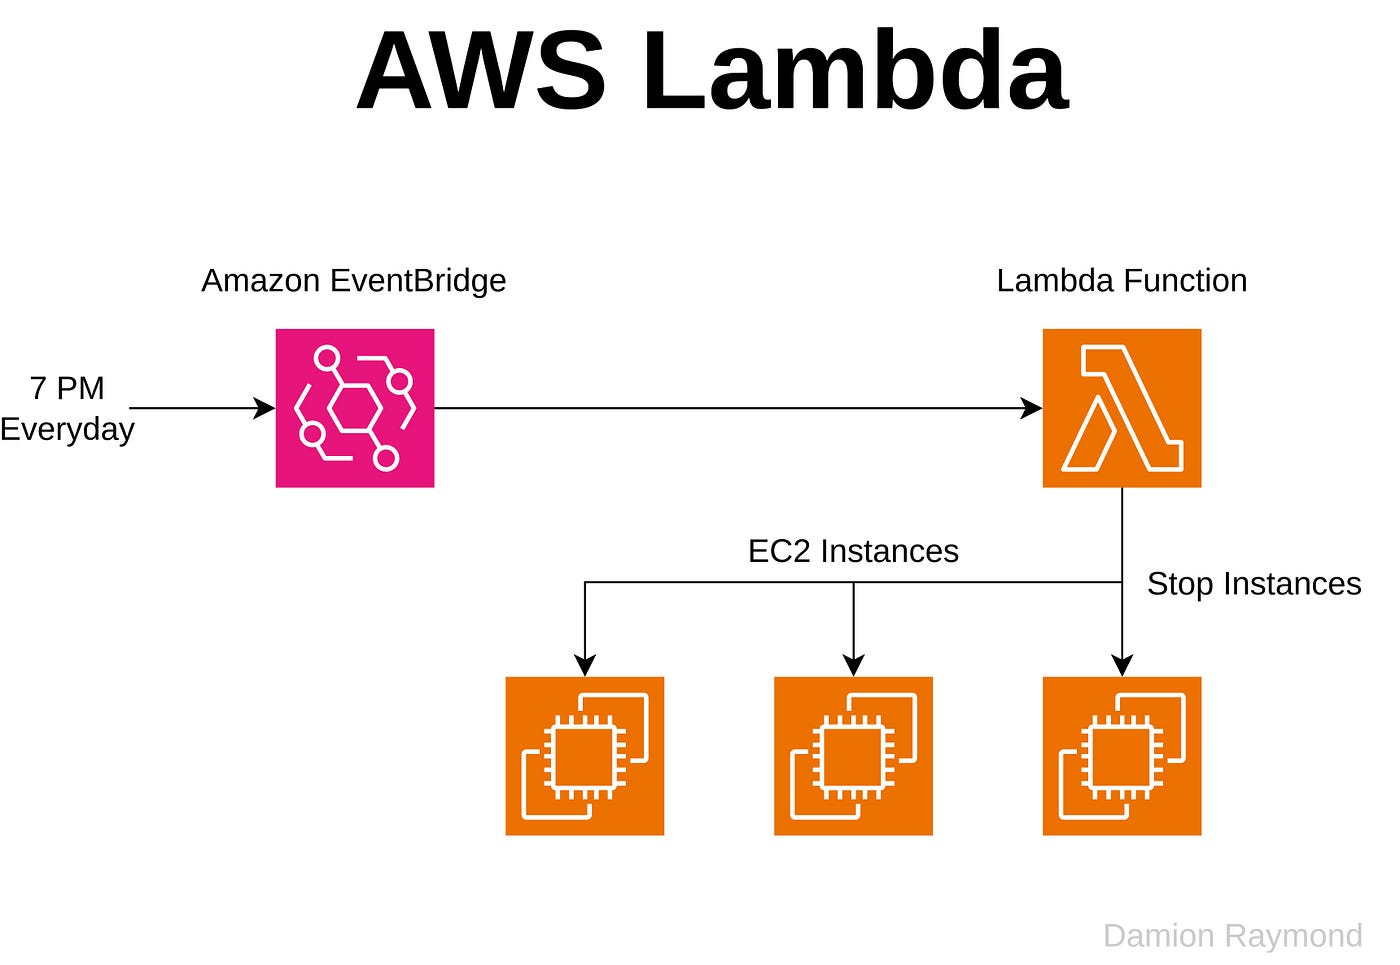 AWS Lambda
Amazon EventBridge
Lambda Function
7 PM
Everyday
EC2 Instances
Stop Instances
Damion Raymond